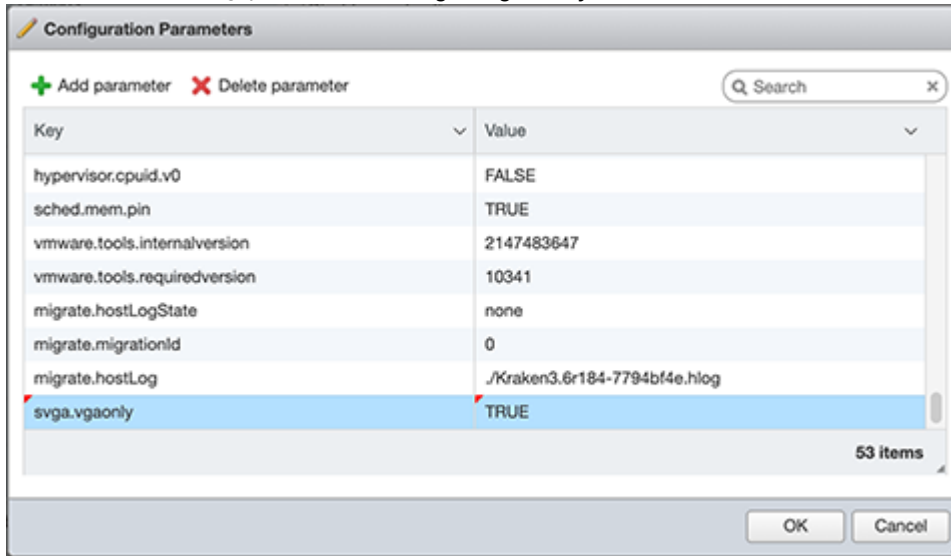 Configuration Parameters
Add parameter Delete parameter Search
Key Value
hypervisor.cpuid.v0 FALSE
sched.mem.pin TRUE
vmware.tools.internalversion 2147483647
vmware.tools.requiredversion 10341
migrate.hostLogState none
migrate.migrationId 0
migrate.hostLog ./Kraken3.6r184-7794bf4e.hlog
svga.vgaonly TRUE
53 items
OK Cancel